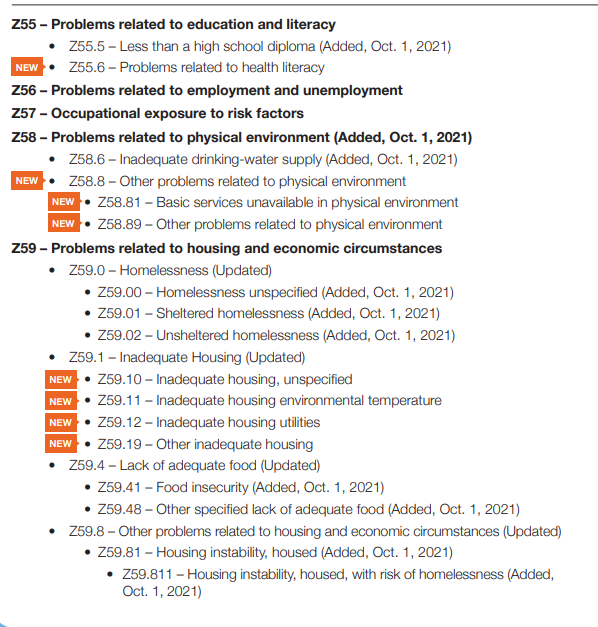 Z55 – Problems related to education and literacy
• Z55.5 – Less than a high school diploma (Added, Oct. 1, 2021)
NEW • Z55.6 – Problems related to health literacy
Z56 – Problems related to employment and unemployment
Z57 – Occupational exposure to risk factors
Z58 – Problems related to physical environment (Added, Oct. 1, 2021)
• Z58.6 – Inadequate drinking-water supply (Added, Oct. 1, 2021)
NEW • Z58.8 – Other problems related to physical environment
NEW • Z58.81 – Basic services unavailable in physical environment
NEW • Z58.89 – Other problems related to physical environment
Z59 – Problems related to housing and economic circumstances
• Z59.0 – Homelessness (Updated)
• Z59.00 – Homelessness unspecified (Added, Oct. 1, 2021)
• Z59.01 – Sheltered homelessness (Added, Oct. 1, 2021)
• Z59.02 – Unsheltered homelessness (Added, Oct. 1, 2021)
• Z59.1 – Inadequate Housing (Updated)
NEW • Z59.10 – Inadequate housing, unspecified
NEW • Z59.11 – Inadequate housing environmental temperature
NEW • Z59.12 – Inadequate housing utilities
NEW • Z59.19 – Other inadequate housing
• Z59.4 – Lack of adequate food (Updated)
• Z59.41 – Food insecurity (Added, Oct. 1, 2021)
• Z59.48 – Other specified lack of adequate food (Added, Oct. 1, 2021)
• Z59.8 – Other problems related to housing and economic circumstances (Updated)
• Z59.81 – Housing instability, housed (Added, Oct. 1, 2021)
• Z59.811 – Housing instability, housed, with risk of homelessness (Added,
Oct. 1, 2021)